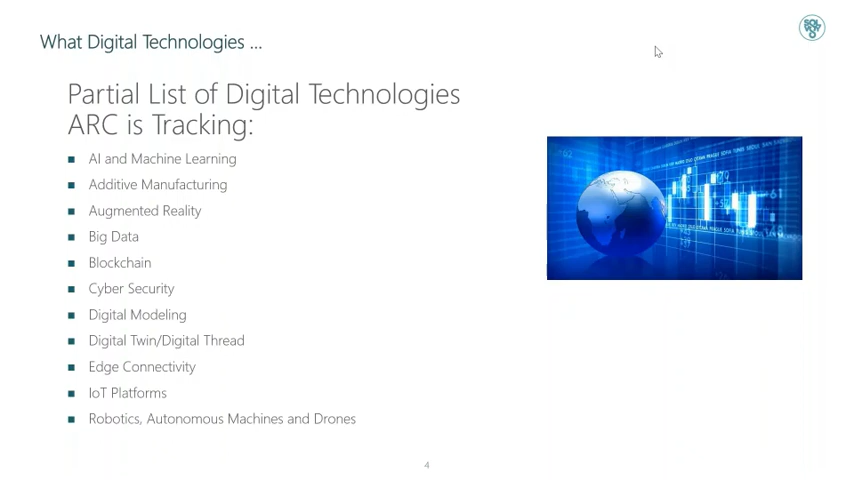 What Digital Technologies ...
SOL
VOY
O
Partial List of Digital Technologies
ARC is Tracking:
AI and Machine Learning
Additive Manufacturing
Augmented Reality
Big Data
Blockchain
Cyber Security
Digital Modeling
Digital Twin/Digital Thread
Edge Connectivity
IoT Platforms
Robotics, Autonomous Machines and Drones
4